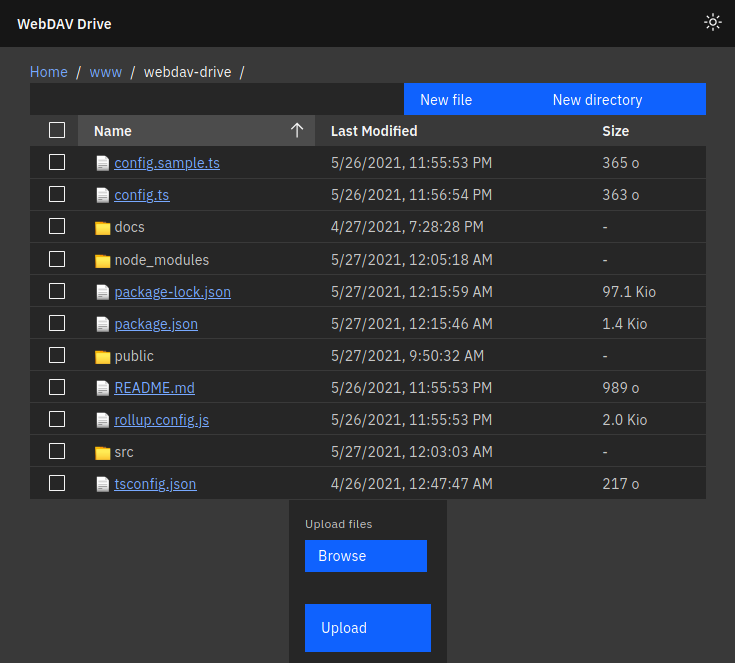 WebDAV Drive
Home / www / webdav-drive /
New file New directory
Name Last Modified Size
config.sample.ts 5/26/2021, 11:55:53 PM 365 o
config.ts 5/26/2021, 11:56:54 PM 363 o
docs 4/27/2021, 7:28:28 PM -
node_modules 5/27/2021, 12:05:18 AM -
package-lock.json 5/27/2021, 12:15:59 AM 97.1 Kio
package.json 5/27/2021, 12:15:46 AM 1.4 Kio
public 5/27/2021, 9:50:32 AM -
README.md 5/26/2021, 11:55:53 PM 989 o
rollup.config.js 5/26/2021, 11:55:53 PM 2.0 Kio
src 5/27/2021, 12:03:03 AM -
tsconfig.json 4/26/2021, 12:47:47 AM 217 o
Upload files
Browse
Upload